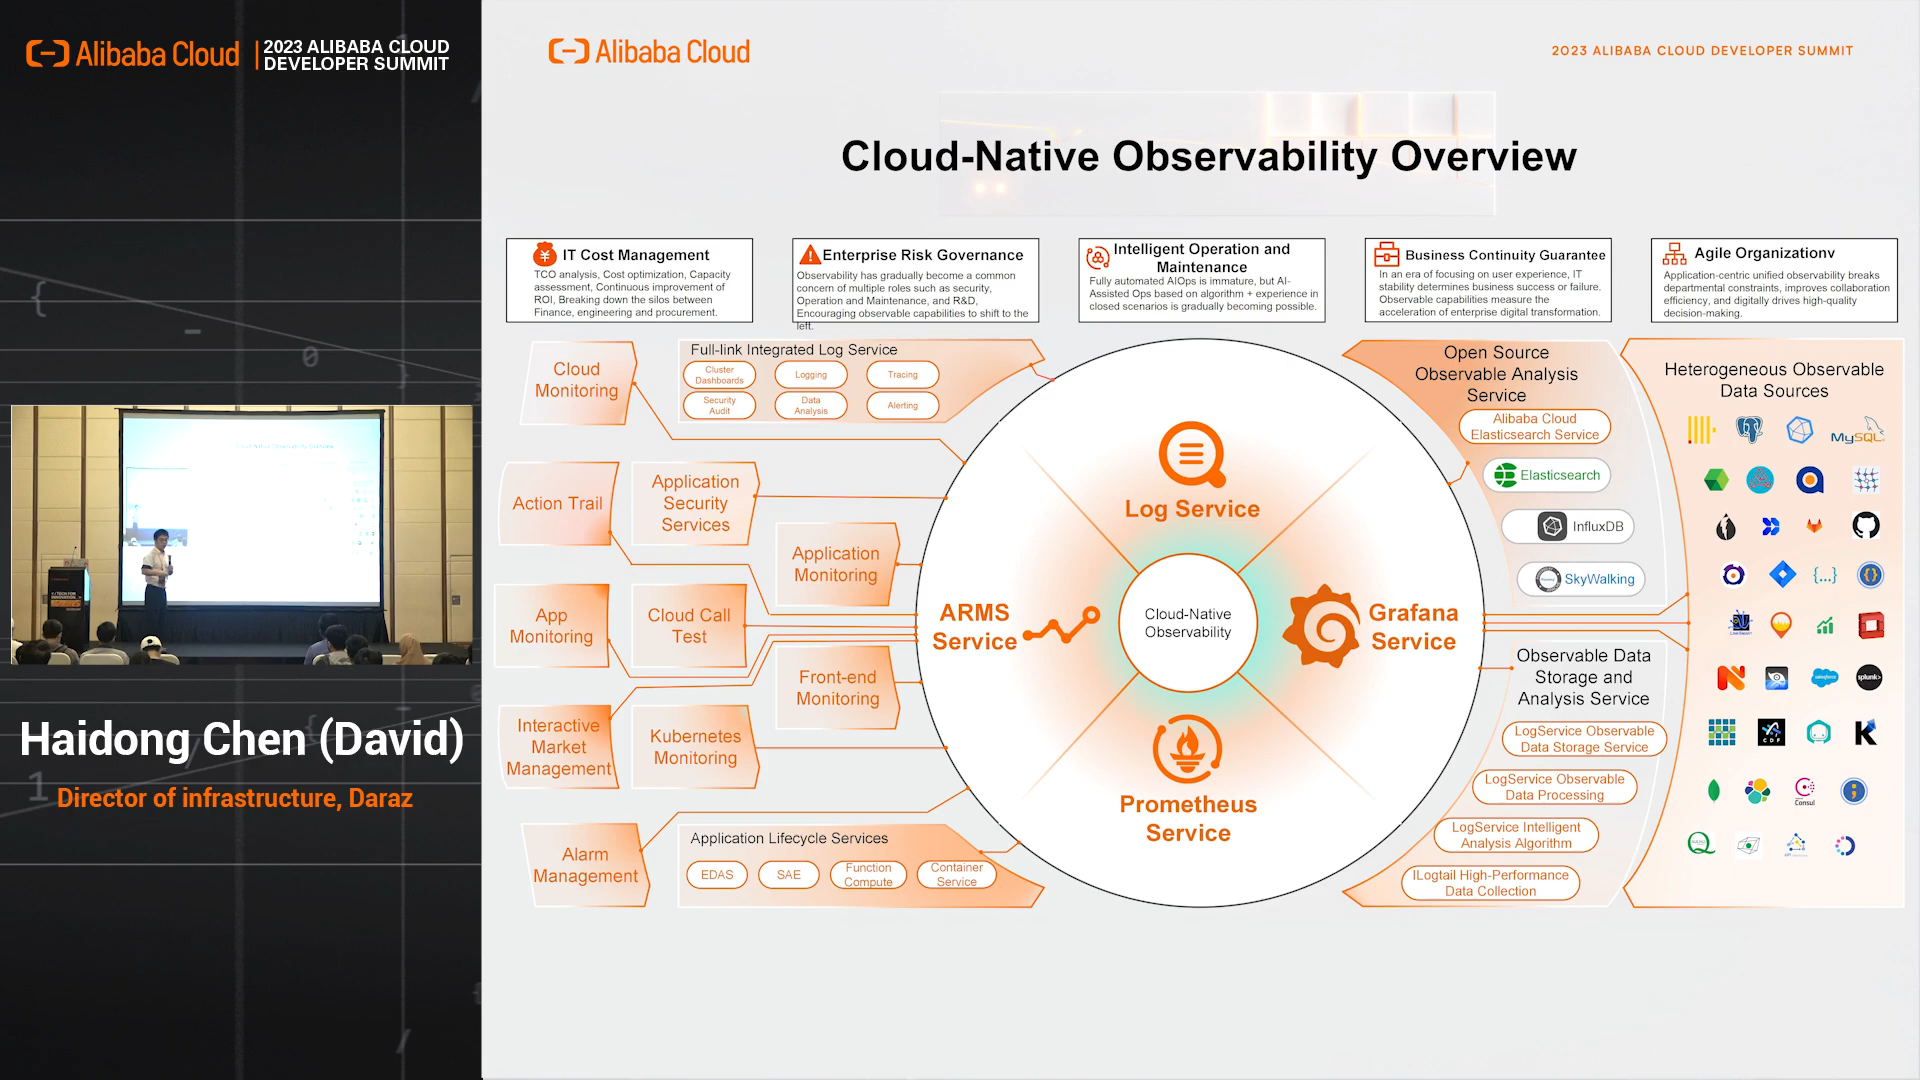 Alibaba Cloud
2023 ALIBABA CLOUD
DEVELOPER SUMMIT
Haidong Chen (David)
Director of infrastructure, Daraz
Alibaba Cloud
2023 ALIBABA CLOUD DEVELOPER SUMMIT
Cloud-Native Observability Overview
IT Cost Management
TCO analysis, Cost optimization, Capacity
assessment, Continuous improvement of
ROI, Breaking down the silos between
Finance, engineering and procurement.
Enterprise Risk Governance
Observability has gradually become a common
concern of multiple roles such as security,
Operation and Maintenance, and R&D,
Encouraging observable capabilities to shift to the
left.
Intelligent Operation and
Maintenance
Fully automated AIOps is immature, but AI-
Assisted Ops based on algorithm + experience in
closed scenarios is gradually becoming possible.
Business Continuity Guarantee
In an era of focusing on user experience, IT
stability determines business success or failure.
Observable capabilities measure the
acceleration of enterprise digital transformation.
Agile Organizationv
Application-centric unified observability breaks
departmental constraints, improves collaboration
efficiency, and digitally drives high-quality
decision-making.
Cloud
Monitoring
Full-link Integrated Log Service
Cluster
Dashboards
Logging
Tracing
Security
Audit
Data
Analysis
Alerting
Action Trail
Application
Security
Services
Application
Monitoring
App
Monitoring
Cloud Call
Test
Front-end
Monitoring
Interactive
Market
Management
Kubernetes
Monitoring
Alarm
Management
Application Lifecycle Services
EDAS
SAE
Function
Compute
Container
Service
Log Service
ARMS
Service
Cloud-Native
Observability
Grafana
Service
Prometheus
Service
Open Source
Observable Analysis
Service
Alibaba Cloud
Elasticsearch Service
Elasticsearch
InfluxDB
SkyWalking
Observable Data
Storage and
Analysis Service
LogService Observable
Data Storage Service
LogService Observable
Data Processing
LogService Intelligent
Analysis Algorithm
ILogtail High-Performance
Data Collection
Heterogeneous Observable
Data Sources
MySQL
{...}
salesforce
splunk>
CDF
Consul